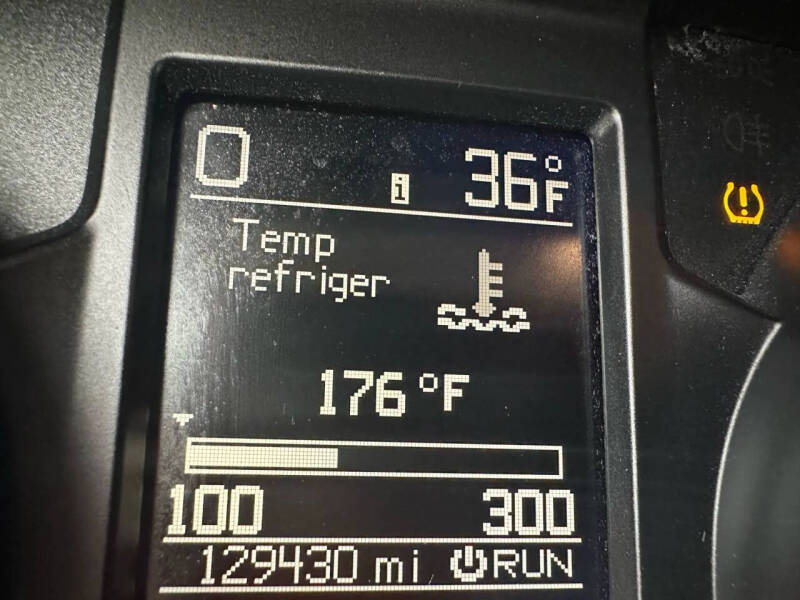 0 i 36°F
Temp
refriger
176 °F
100 300
129430 mi RUN